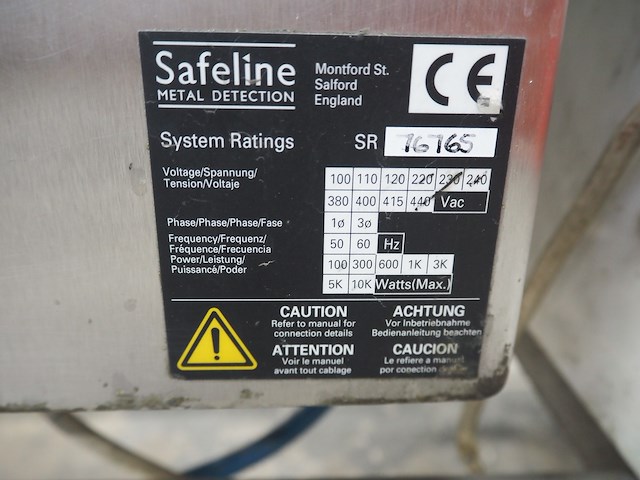 Safeline
METAL DETECTION
Montford St.
Salford
England
CE
System Ratings SR 76765
Voltage/Spannung/
Tension/Voltaje
100 110 120 220 230 240
380 400 415 440 Vac
Phase/Phase/Phase/Fase
1ø 3ø
Frequency/Frequenz/
Fréquence/Frecuencia
50 60 Hz
Power/Leistung/
Puissancé/Poder
100 300 600 1K 3K
5K 10K Watts(Max.)
CAUTION
Refer to manual for
connection details
ACHTUNG
Vor Inbetriebnahme
Bedienanleitung beachten
ATTENTION
Voir le manuel
avant tout cablage
CAUCION
Le refiere a manual
por conection